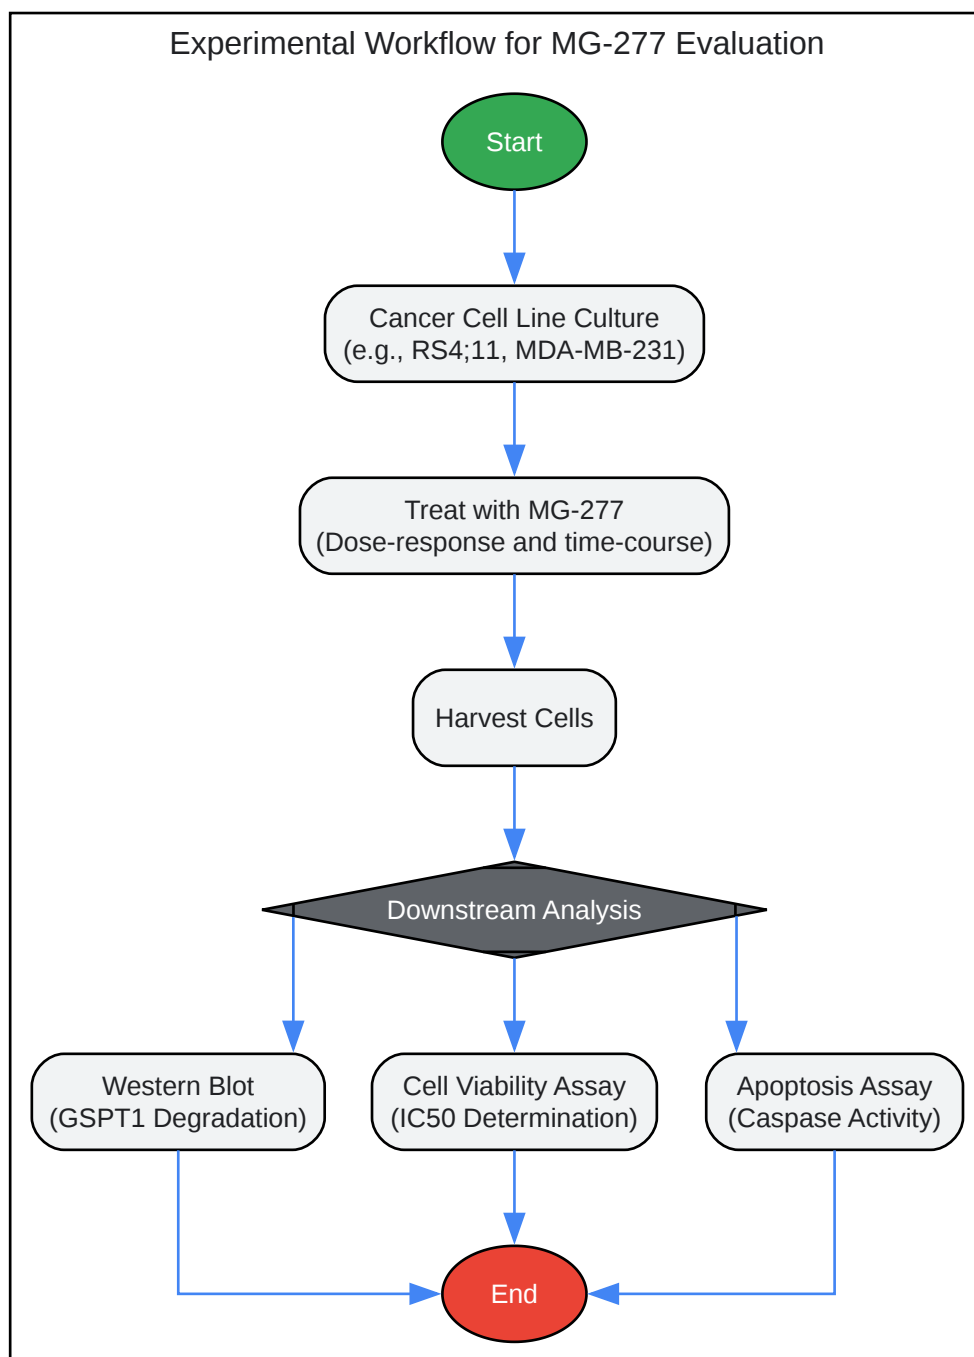 Experimental Workflow for MG-277 Evaluation
Start
Cancer Cell Line Culture
(e.g., RS4;11, MDA-MB-231)
Treat with MG-277
(Dose-response and time-course)
Harvest Cells
Downstream Analysis
Western Blot
(GSPT1 Degradation)
Cell Viability Assay
(IC50 Determination)
Apoptosis Assay
(Caspase Activity)
End